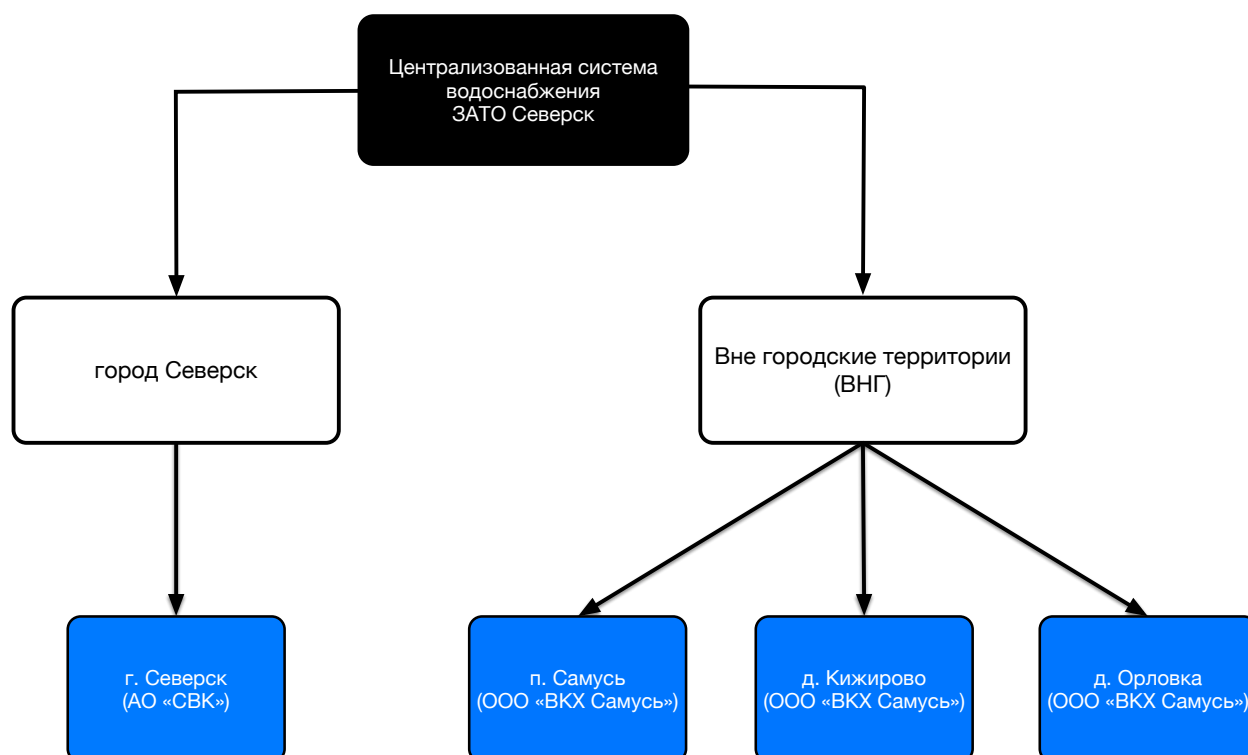 Централизованная система
водоснабжения
ЗАТО Северск
город Северск
Вне городские территории
(ВНГ)
г. Северск
(АО «СВК»)
п. Самусь
(ООО «ВКХ Самусь»)
д. Кижирово
(ООО «ВКХ Самусь»)
д. Орловка
(ООО «ВКХ Самусь»)